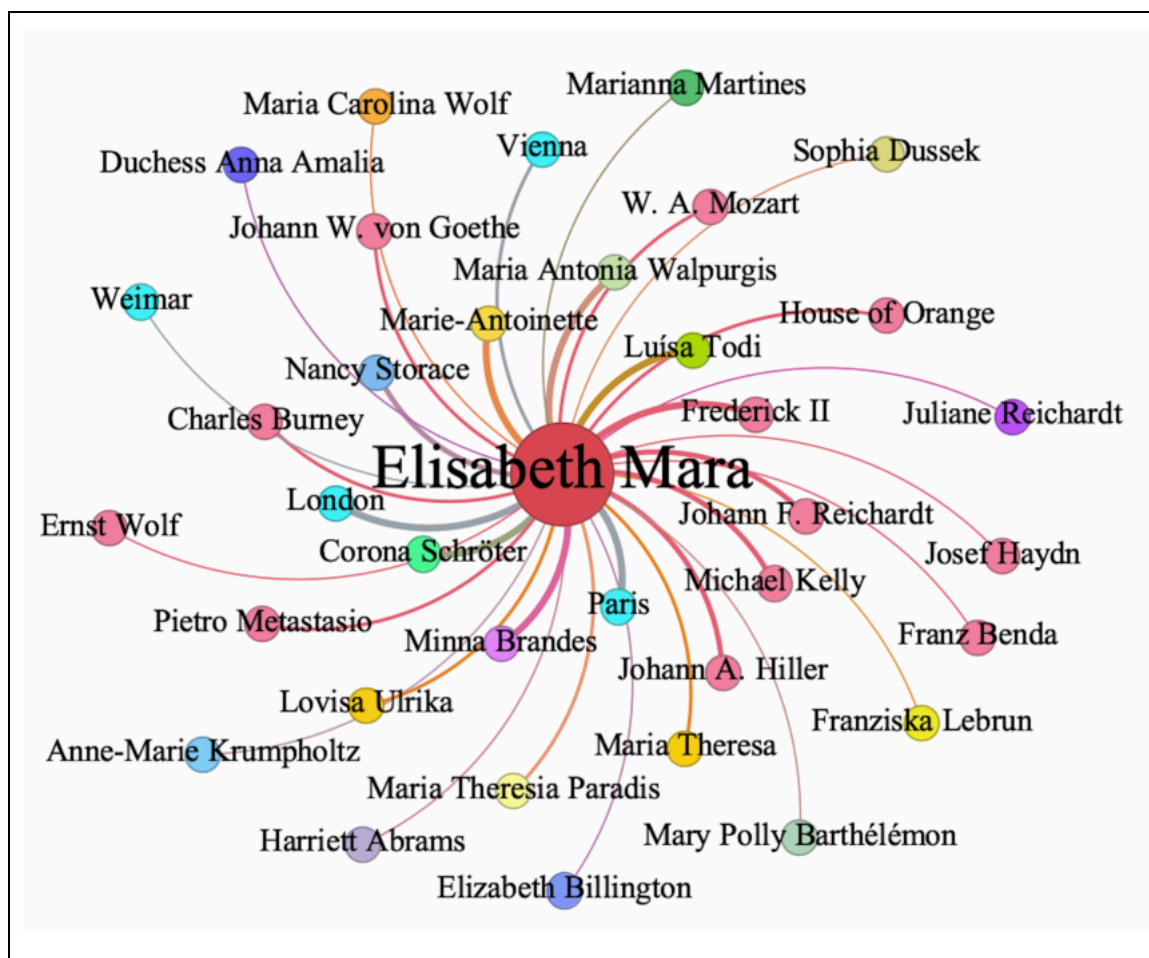 Marianna Martines
Maria Carolina Wolf
Vienna
Sophia Dussek
Duchess Anna Amalia
W. A. Mozart
Johann W. von Goethe
Maria Antonia Walpurgis
Weimar
House of Orange
Marie-Antoinette
Luísa Todi
Nancy Storace
Frederick II
Juliane Reichardt
Charles Burney
Elisabeth Mara
London
Johann F. Reichardt
Ernst Wolf
Corona Schröter
Josef Haydn
Michael Kelly
Paris
Pietro Metastasio
Franz Benda
Minna Brandes
Johann A. Hiller
Lovisa Ulrika
Franziska Lebrun
Maria Theresa
Anne-Marie Krumpholtz
Maria Theresia Paradis
Mary Polly Barthélémon
Harriett Abrams
Elizabeth Billington